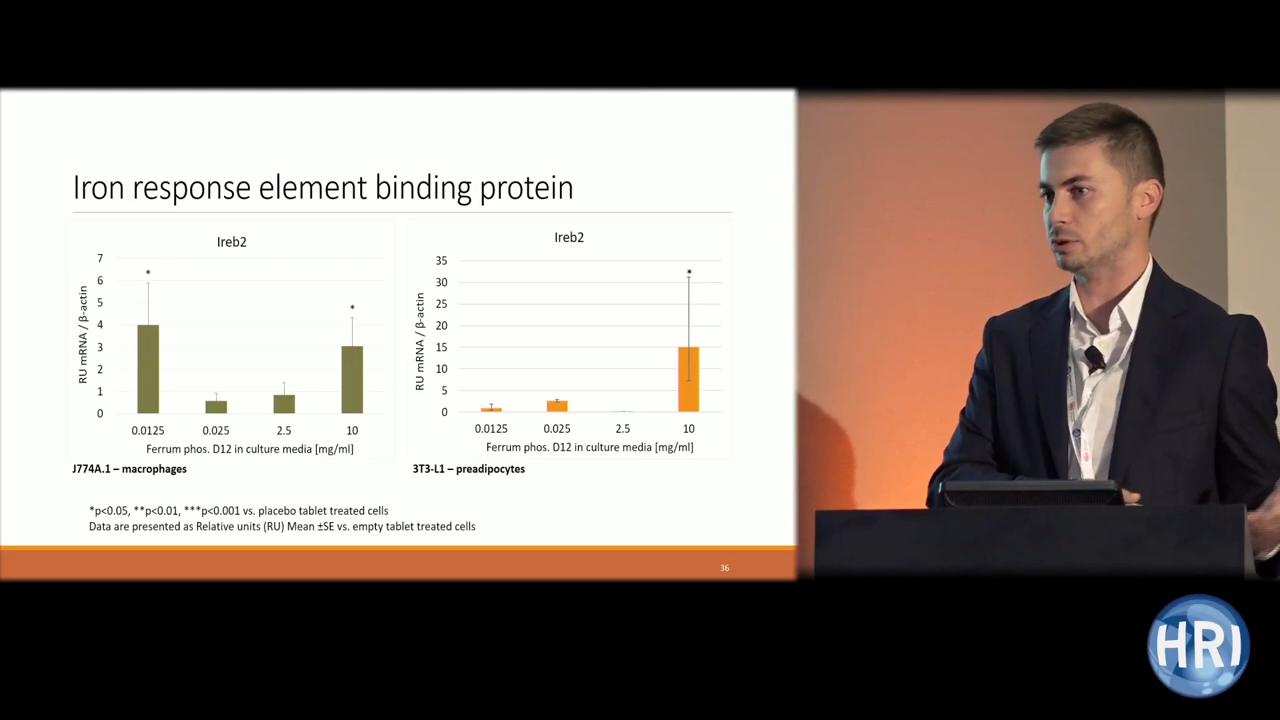 Iron response element binding protein
Ireb2
7
6
5
4
3
2
1
0
RU mRNA / β-actin
*
*
0.0125 0.025 2.5 10
Ferrum phos. D12 in culture media [mg/ml]
J774A.1 – macrophages
Ireb2
35
30
25
20
15
10
5
0
RU mRNA / β-actin
*
0.0125 0.025 2.5 10
Ferrum phos. D12 in culture media [mg/ml]
3T3-L1 – preadipocytes
*p<0.05, **p<0.01, ***p<0.001 vs. placebo tablet treated cells
Data are presented as Relative units (RU) Mean ±SE vs. empty tablet treated cells
36
HRI